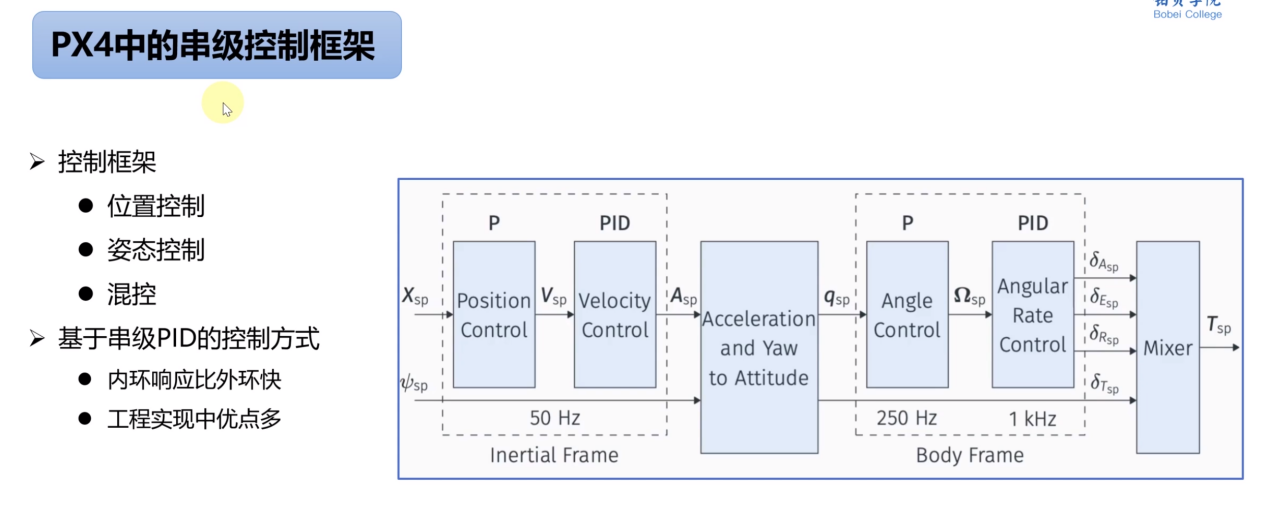 Bobei College
PX4中的串级控制框架
➢ 控制框架
● 位置控制
● 姿态控制
● 混控
➢ 基于串级PID的控制方式
● 内环响应比外环快
● 工程实现中优点多
P
PID
P
PID
X_sp
Position
Control
V_sp
Velocity
Control
A_sp
Acceleration
and Yaw
to Attitude
q_sp
Angle
Control
Ω_sp
Angular
Rate
Control
δ_A_sp
δ_E_sp
δ_R_sp
δ_T_sp
Mixer
T_sp
ψ_sp
50 Hz
250 Hz
1 kHz
Inertial Frame
Body Frame